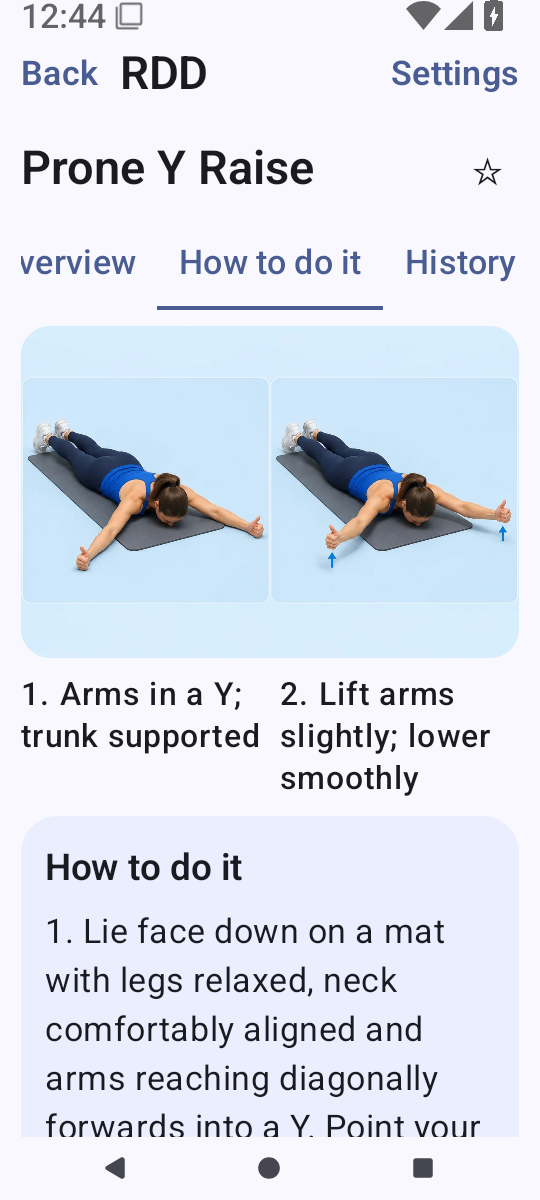 12:44
Back RDD Settings
Prone Y Raise ☆
verview How to do it History
1. Arms in a Y;
trunk supported
2. Lift arms
slightly; lower
smoothly
How to do it
1. Lie face down on a mat
with legs relaxed, neck
comfortably aligned and
arms reaching diagonally
forwards into a Y. Point your